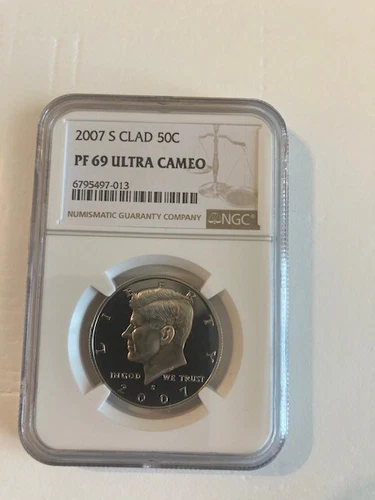 2007 S CLAD 50C
PF 69 ULTRA CAMEO
6795497-013
NUMISMATIC GUARANTY COMPANY
NGC®
LIBERTY
IN GOD WE TRUST
S
2007